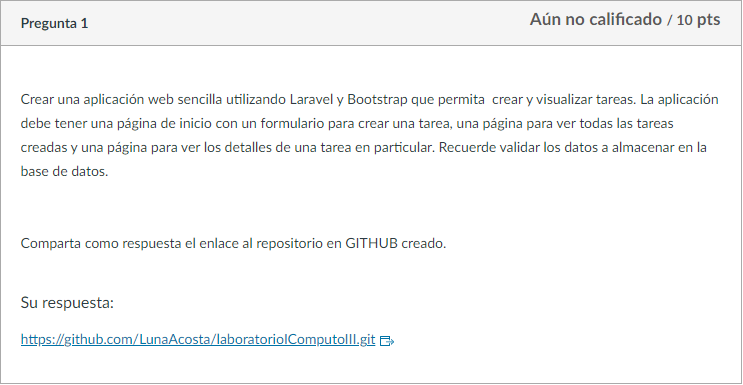 Pregunta 1
Aún no calificado / 10 pts
Crear una aplicación web sencilla utilizando Laravel y Bootstrap que permita crear y visualizar tareas. La aplicación
debe tener una página de inicio con un formulario para crear una tarea, una página para ver todas las tareas
creadas y una página para ver los detalles de una tarea en particular. Recuerde validar los datos a almacenar en la
base de datos.
Comparta como respuesta el enlace al repositorio en GITHUB creado.
Su respuesta:
https://github.com/LunaAcosta/laboratorioIComputoIII.git